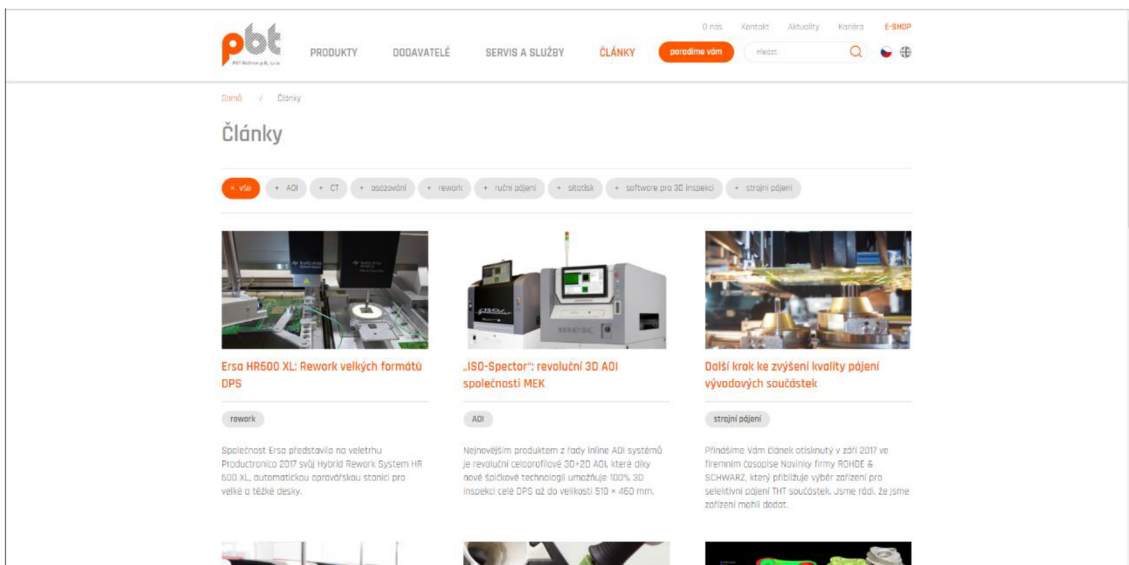 O nás Kontakt Aktuality Kariéra E-SHOP
pbt
PBT Rožnov p.R., s.r.o.
PRODUKTY DODAVATELÉ SERVIS A SLUŽBY ČLÁNKY poradíme vám Hledat
Domů / Články
Články
× vše + AOI + CT + osazování + rework + ruční pájení + sítotisk + software pro 3D inspekci + strojní pájení
Ersa HR600 XL: Rework velkých formátů
DPS
rework
Společnost Ersa představila na veletrhu
Productronica 2017 svůj Hybrid Rework System HR
600 XL, automatickou opravářskou stanici pro
velké a těžké desky.
„ISO-Spector“: revoluční 3D AOI
společnosti MEK
AOI
Nejnovějším produktem z řady inline AOI systémů
je revoluční celoprofilové 3D+2D AOI, které díky
nové špičkové technologii umožňuje 100% 3D
inspekci celé DPS až do velikosti 510 × 460 mm.
Další krok ke zvýšení kvality pájení
vývodových součástek
strojní pájení
Přinášíme Vám článek otisknutý v září 2017 ve
firemním časopise Novinky firmy ROHDE &
SCHWARZ, který přibližuje výběr zařízení pro
selektivní pájení THT součástek. Jsme rádi, že jsme
zařízení mohli dodat.